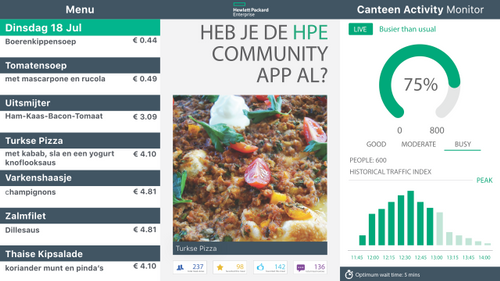 Menu
Dinsdag 18 Jul
Boerenkippensoep € 0.44
Tomatensoep
met mascarpone en rucola € 0.49
Uitsmijter
Ham-Kaas-Bacon-Tomaat € 3.09
Turkse Pizza
met kabab, sla en een yogurt € 4.10
knoflooksaus
Varkenshaasje
champignons € 4.81
Zalmfilet
Dillesaus € 4.81
Thaise Kipsalade
koriander munt en pinda's € 4.10
Hewlett Packard
Enterprise
HEB JE DE HPE
COMMUNITY
APP AL?
Turkse Pizza
237 98 142 136
Canteen Activity Monitor
LIVE Busier than usual
75%
0 800
GOOD MODERATE BUSY
PEOPLE: 600
HISTORICAL TRAFFIC INDEX
PEAK
11:45 12:00 12:15 12:30 12:45 13:00 13:15 13:30 13:45 14:00
Optimum wait time: 5 mins